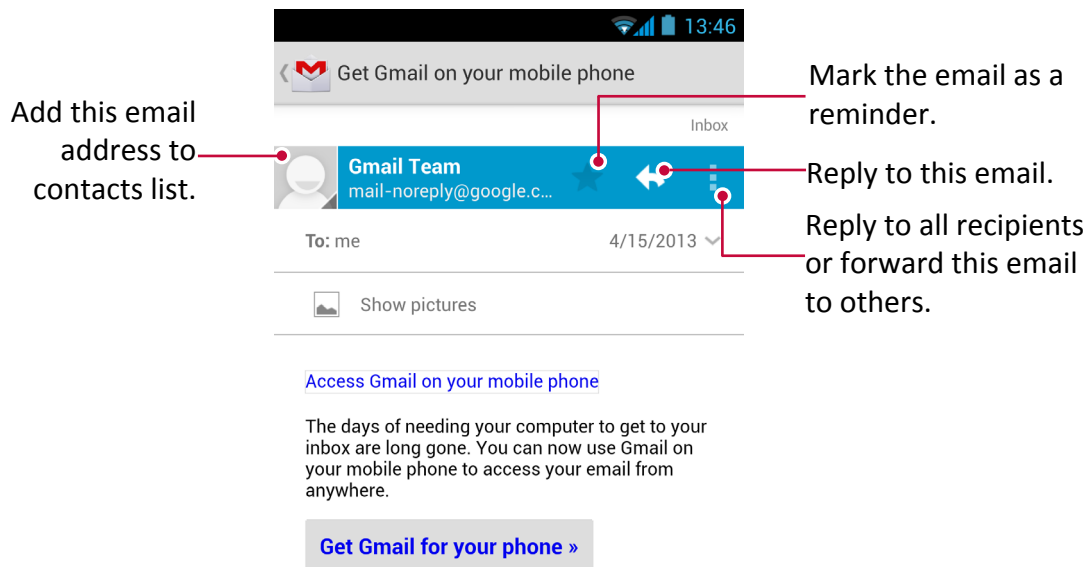 13:46
Get Gmail on your mobile phone
Mark the email as a
reminder.
Inbox
Add this email
address to
contacts list.
Gmail Team
mail-noreply@google.c...
Reply to this email.
To: me
4/15/2013
Reply to all recipients
or forward this email
to others.
Show pictures
Access Gmail on your mobile phone
The days of needing your computer to get to your
inbox are long gone. You can now use Gmail on
your mobile phone to access your email from
anywhere.
Get Gmail for your phone »